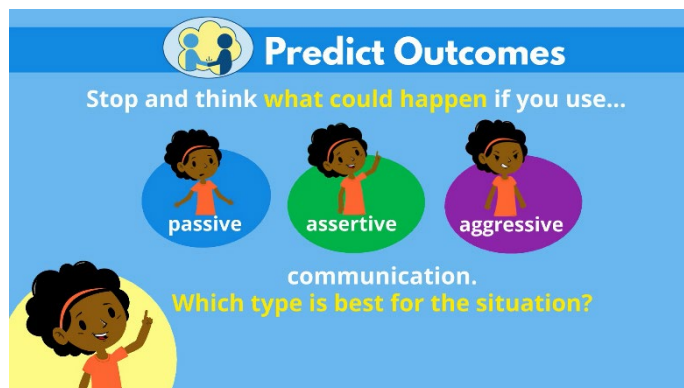 Predict Outcomes
Stop and think what could happen if you use...
passive assertive aggressive
communication.
Which type is best for the situation?